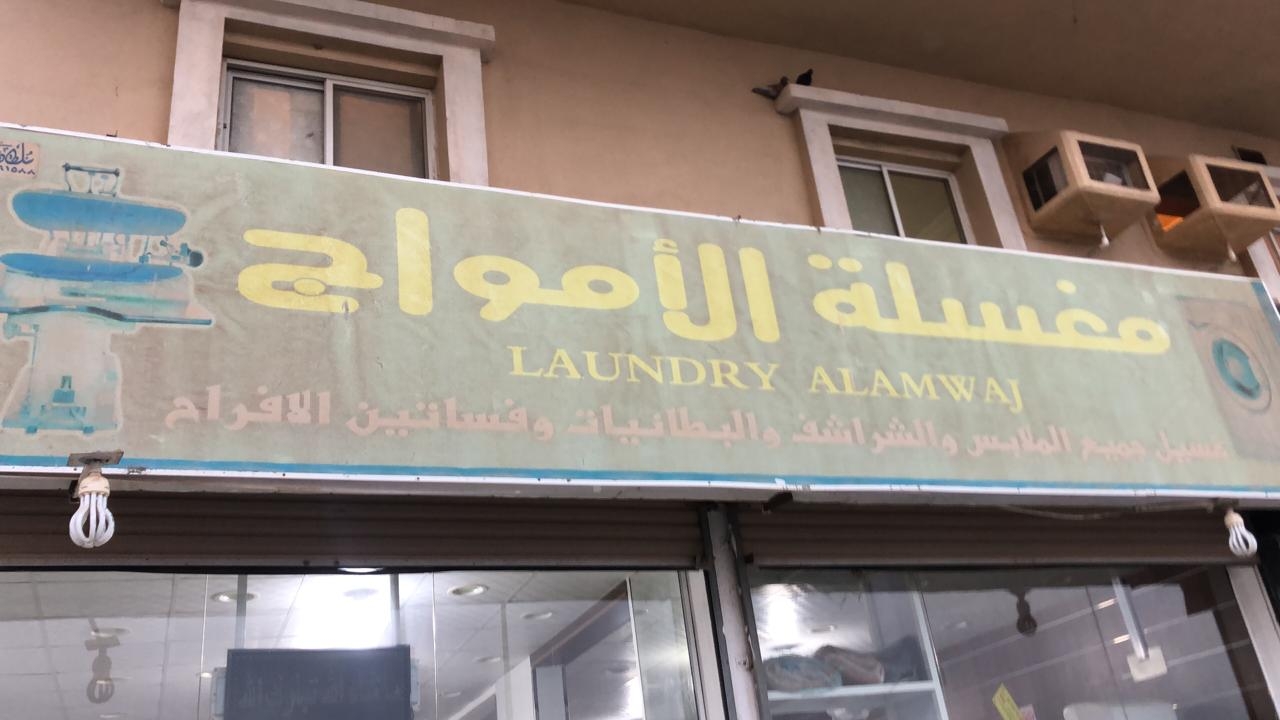 مغسلة الأمواج
LAUNDRY ALAMWAJ
غسيل جميع الملابس والشراشف والبطانيات وفساتين الافراح